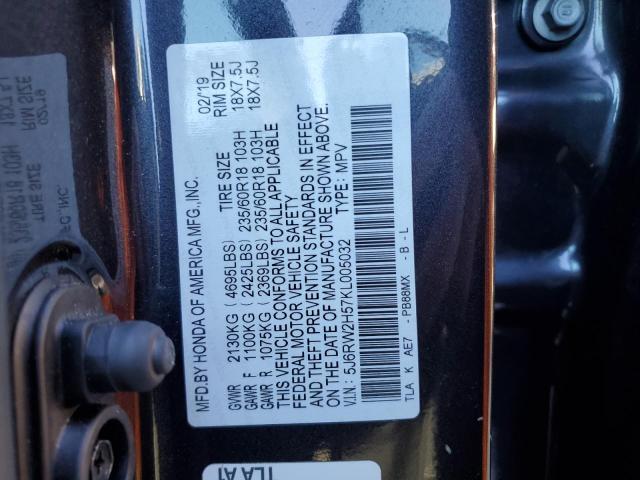 MFD.BY HONDA OF AMERICA MFG.,INC. 02/19
TIRE SIZE RIM SIZE
GVWR 2130KG (4695LBS)
GAWR F 1100KG (2425LBS) 235/60R18 103H 18X7.5J
GAWR R 1075KG (2369LBS) 235/60R18 103H 18X7.5J
THIS VEHICLE CONFORMS TO ALL APPLICABLE
FEDERAL MOTOR VEHICLE SAFETY
AND THEFT PREVENTION STANDARDS IN EFFECT
ON THE DATE OF MANUFACTURE SHOWN ABOVE.
V.I.N.: 5J6RW2H57KL005032 TYPE: MPV
TLA K AE7 - PB88MX - B - L
TLA A1